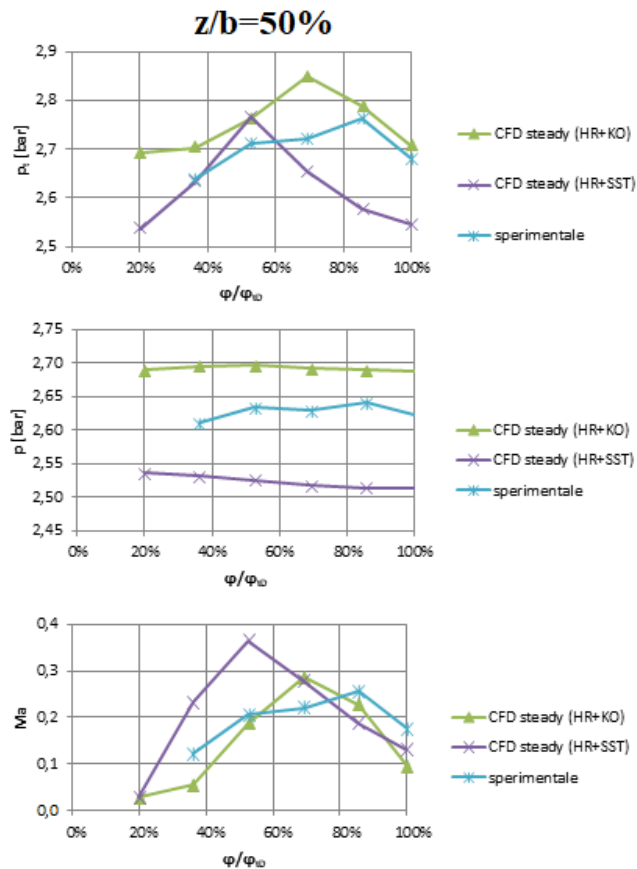 z/b=50%
2,9
2,8
2,7
2,6
2,5
pt [bar]
0% 20% 40% 60% 80% 100%
CFD steady (HR+KO)
CFD steady (HR+SST)
sperimentale
2,75
2,70
2,65
2,60
2,55
2,50
2,45
p [bar]
0% 20% 40% 60% 80% 100%
CFD steady (HR+KO)
CFD steady (HR+SST)
sperimentale
0,4
0,3
0,2
0,1
0,0
Ma
0% 20% 40% 60% 80% 100%
CFD steady (HR+KO)
CFD steady (HR+SST)
sperimentale